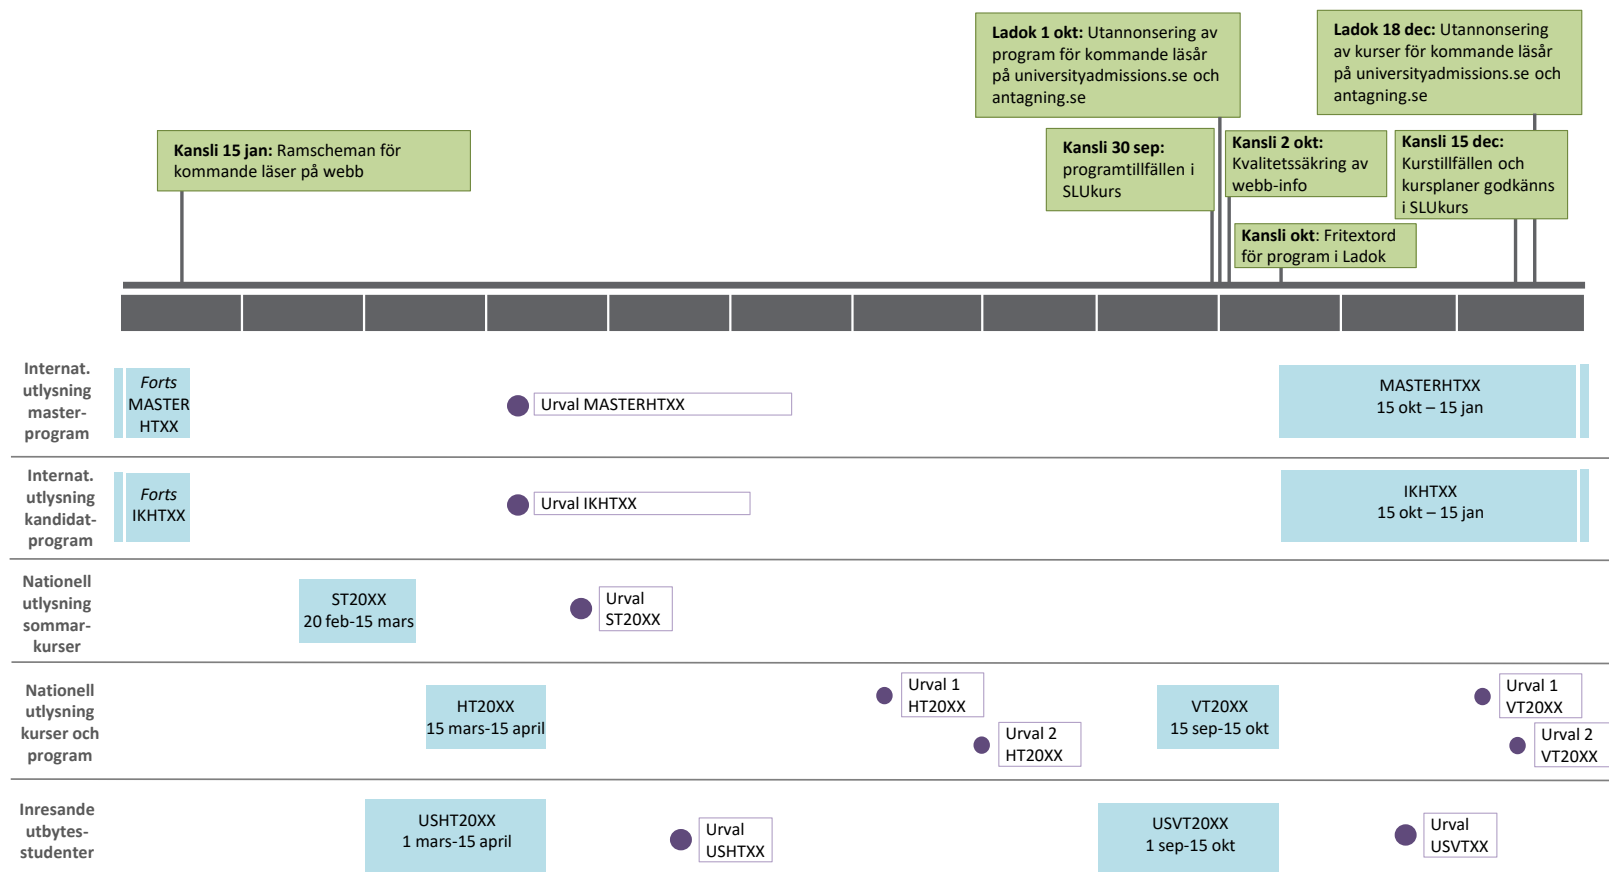 Ladok 1 okt: Utannonsering av
program för kommande läsår
på universityadmissions.se och
antagning.se
Ladok 18 dec: Utannonsering
av kurser för kommande läsår
på universityadmissions.se och
antagning.se
Kansli 15 jan: Ramscheman för
kommande läser på webb
Kansli 30 sep:
programtillfällen i
SLUkurs
Kansli 2 okt:
Kvalitetssäkring av
webb-info
Kansli 15 dec:
Kurstillfällen och
kursplaner godkänns
i SLUkurs
Kansli okt: Fritextord
för program i Ladok
Internat.
utlysning
master-
program
Forts
MASTER
HTXX
Urval MASTERHTXX
MASTERHTXX
15 okt – 15 jan
Internat.
utlysning
kandidat-
program
Forts
IKHTXX
Urval IKHTXX
IKHTXX
15 okt – 15 jan
Nationell
utlysning
sommar-
kurser
ST20XX
20 feb-15 mars
Urval
ST20XX
Nationell
utlysning
kurser och
program
HT20XX
15 mars-15 april
Urval 1
HT20XX
Urval 2
HT20XX
VT20XX
15 sep-15 okt
Urval 1
VT20XX
Urval 2
VT20XX
Inresande
utbytes-
studenter
USHT20XX
1 mars-15 april
Urval
USHTXX
USVT20XX
1 sep-15 okt
Urval
USVTXX